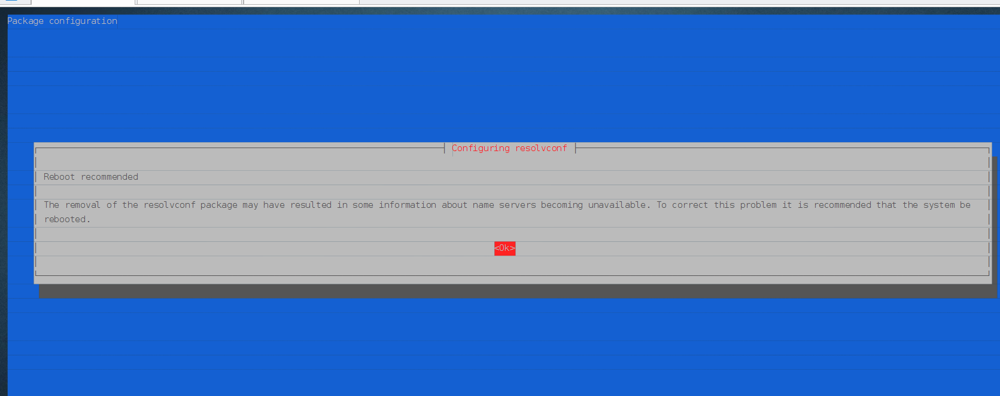 Package configuration
Configuring resolvconf
Reboot recommended
The removal of the resolvconf package may have resulted in some information about name servers becoming unavailable. To correct this problem it is recommended that the system be
rebooted.
<Ok>